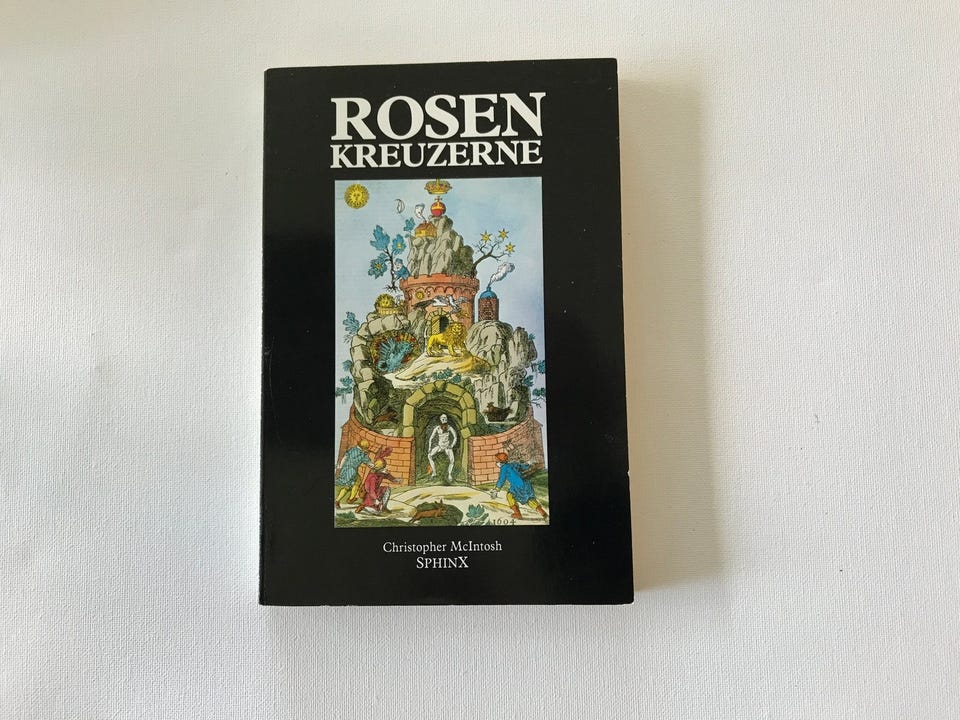 ROSEN
KREUZERNE
1604
Christopher McIntosh
SPHINX